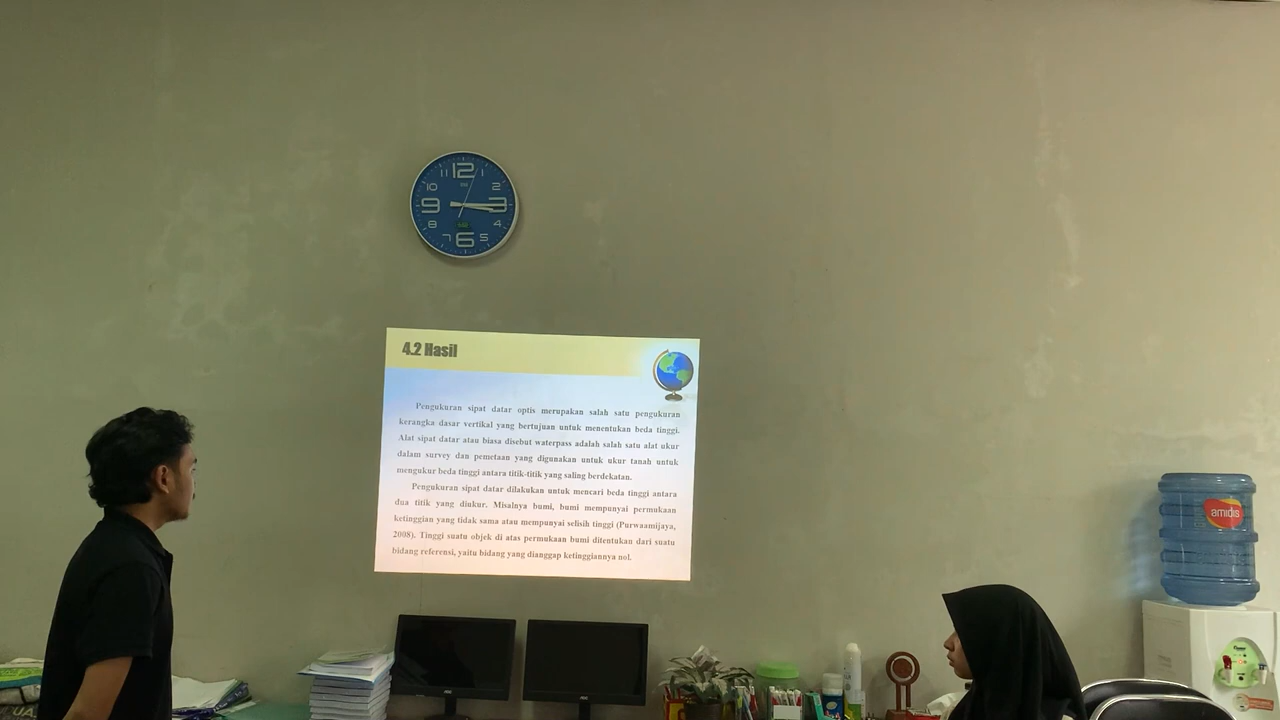 11 12 1
10 2
9 3
8 4
7 6 5
4.2 Hasil
Pengukuran sipat datar optis merupakan salah satu pengukuran
kerangka dasar vertikal yang bertujuan untuk menentukan beda tinggi.
Alat sipat datar atau biasa disebut waterpass adalah salah satu alat ukur
dalam survey dan pemetaan yang digunakan untuk ukur tanah untuk
mengukur beda tinggi antara titik-titik yang saling berdekatan.
Pengukuran sipat datar dilakukan untuk mencari beda tinggi antara
dua titik yang diukur. Misalnya bumi, bumi mempunyai permukaan
ketinggian yang tidak sama atau mempunyai selisih tinggi (Purwaamijaya,
2008). Tinggi suatu objek di atas permukaan bumi ditentukan dari suatu
bidang referensi, yaitu bidang yang dianggap ketinggiannya nol.
amidis